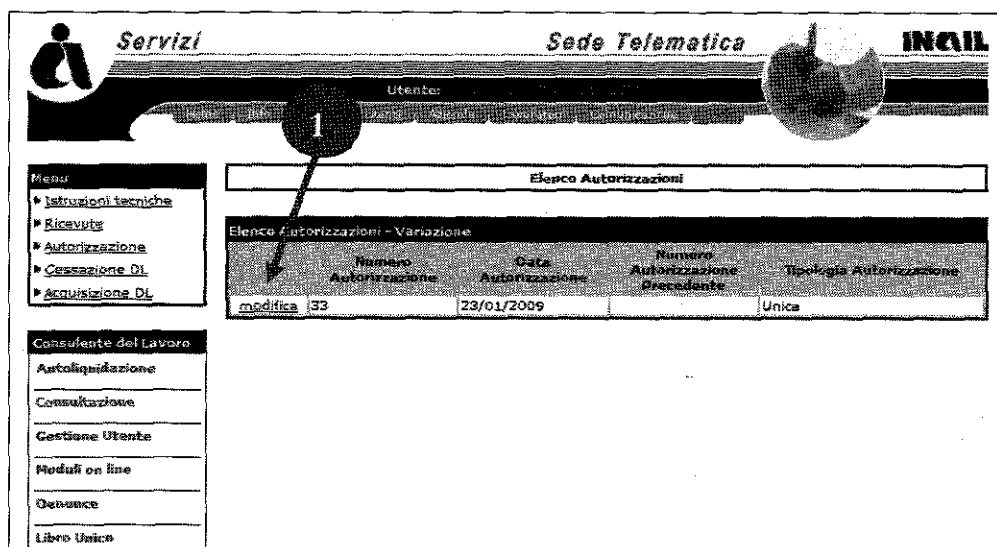 Servizi
Sede Telematica
INAIL
Utente:
1
Menu
Istruzioni tecniche
Ricevute
Autorizzazione
Cessazione DL
Acquisizione DL
Elenco Autorizzazioni
Elenco Autorizzazioni - Variazione
Numero Autorizzazione
Data Autorizzazione
Numero Autorizzazione Precedente
Tipologia Autorizzazione
modifica 33 23/01/2009 Unica
Consulente del Lavoro
Autoliquidazione
Consultazione
Gestione Utente
Moduli on line
Denunce
Libro Unico